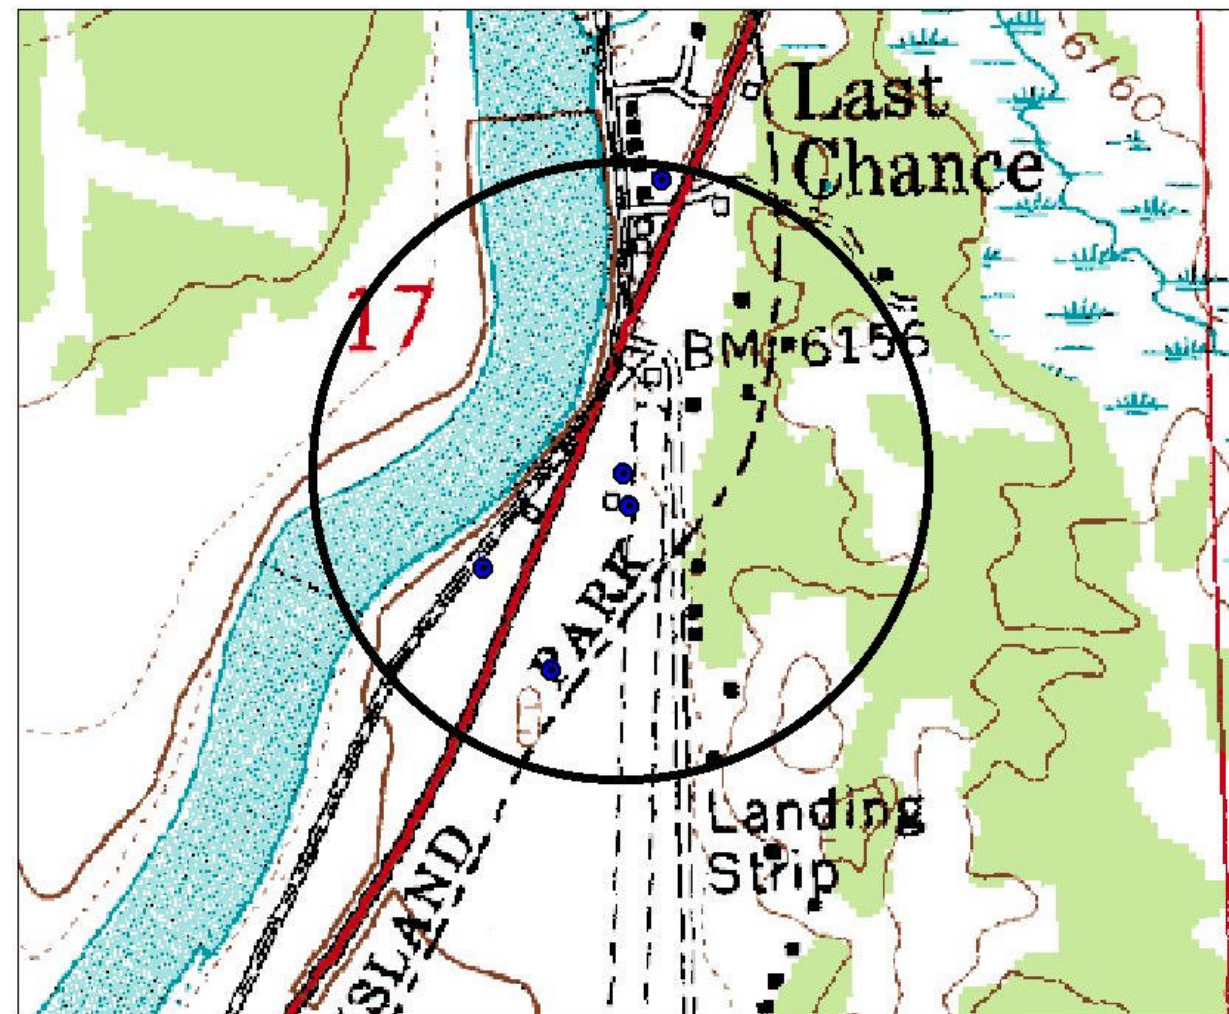 6160
Last
Chance
17
BM 6156
PARK
Landing
Strip
ISLAND